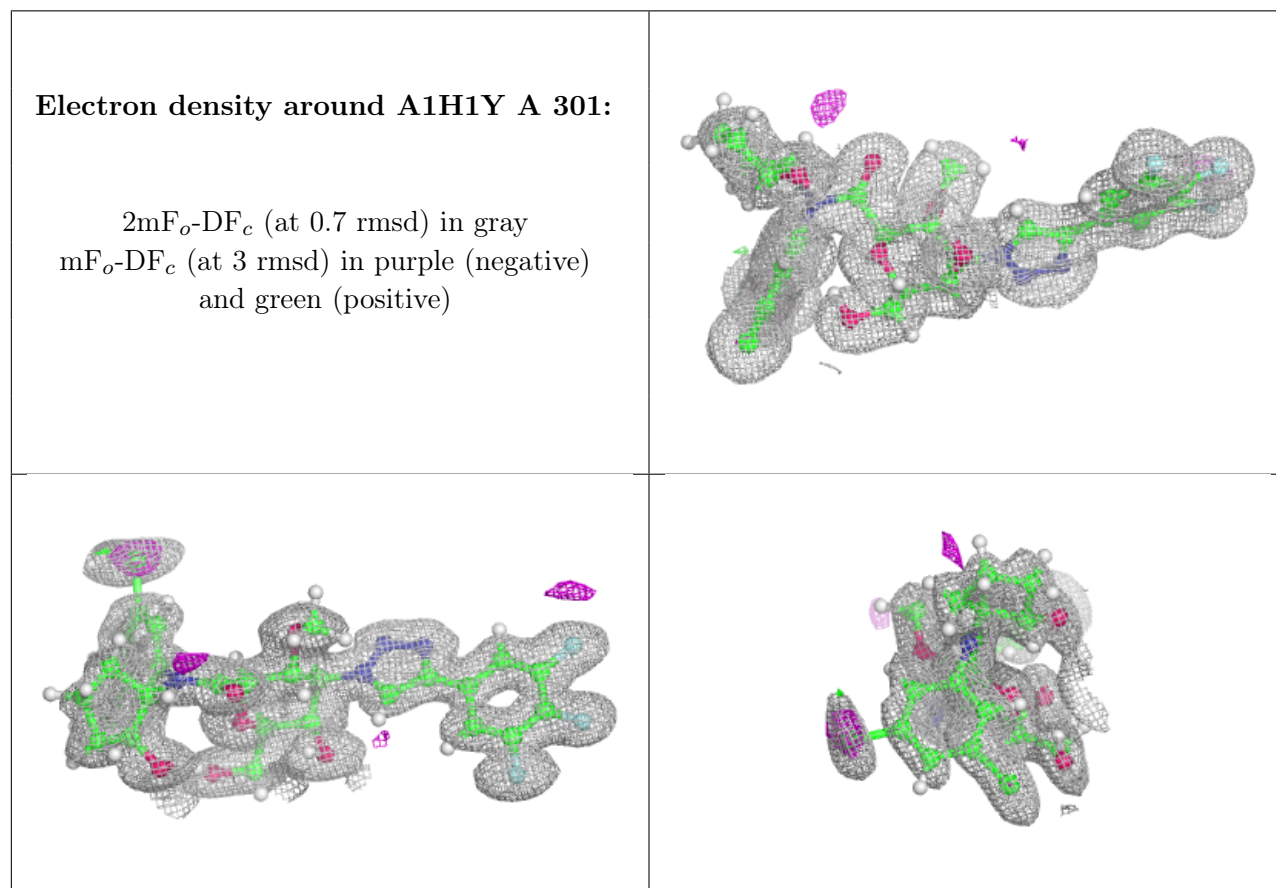 Electron density around A1H1Y A 301:
2mFo-DFc (at 0.7 rmsd) in gray
mFo-DFc (at 3 rmsd) in purple (negative)
and green (positive)